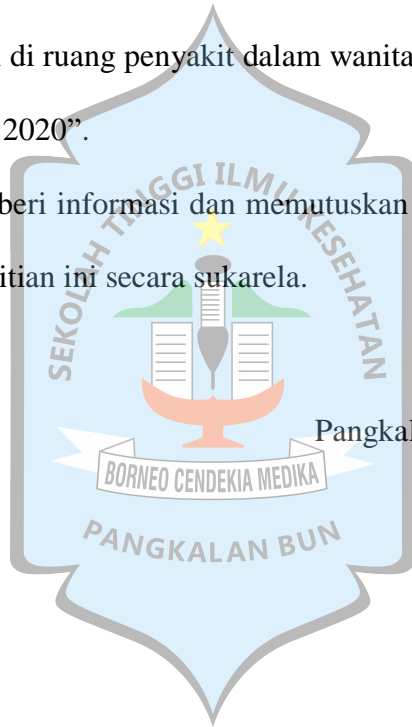 di ruang penyakit dalam wanita
2020”.
beri informasi dan memutuskan
itian ini secara sukarela.
Pangkal
SEKOLAH TINGGI ILMU KESEHATAN
BORNEO CENDEKIA MEDIKA
PANGKALAN BUN